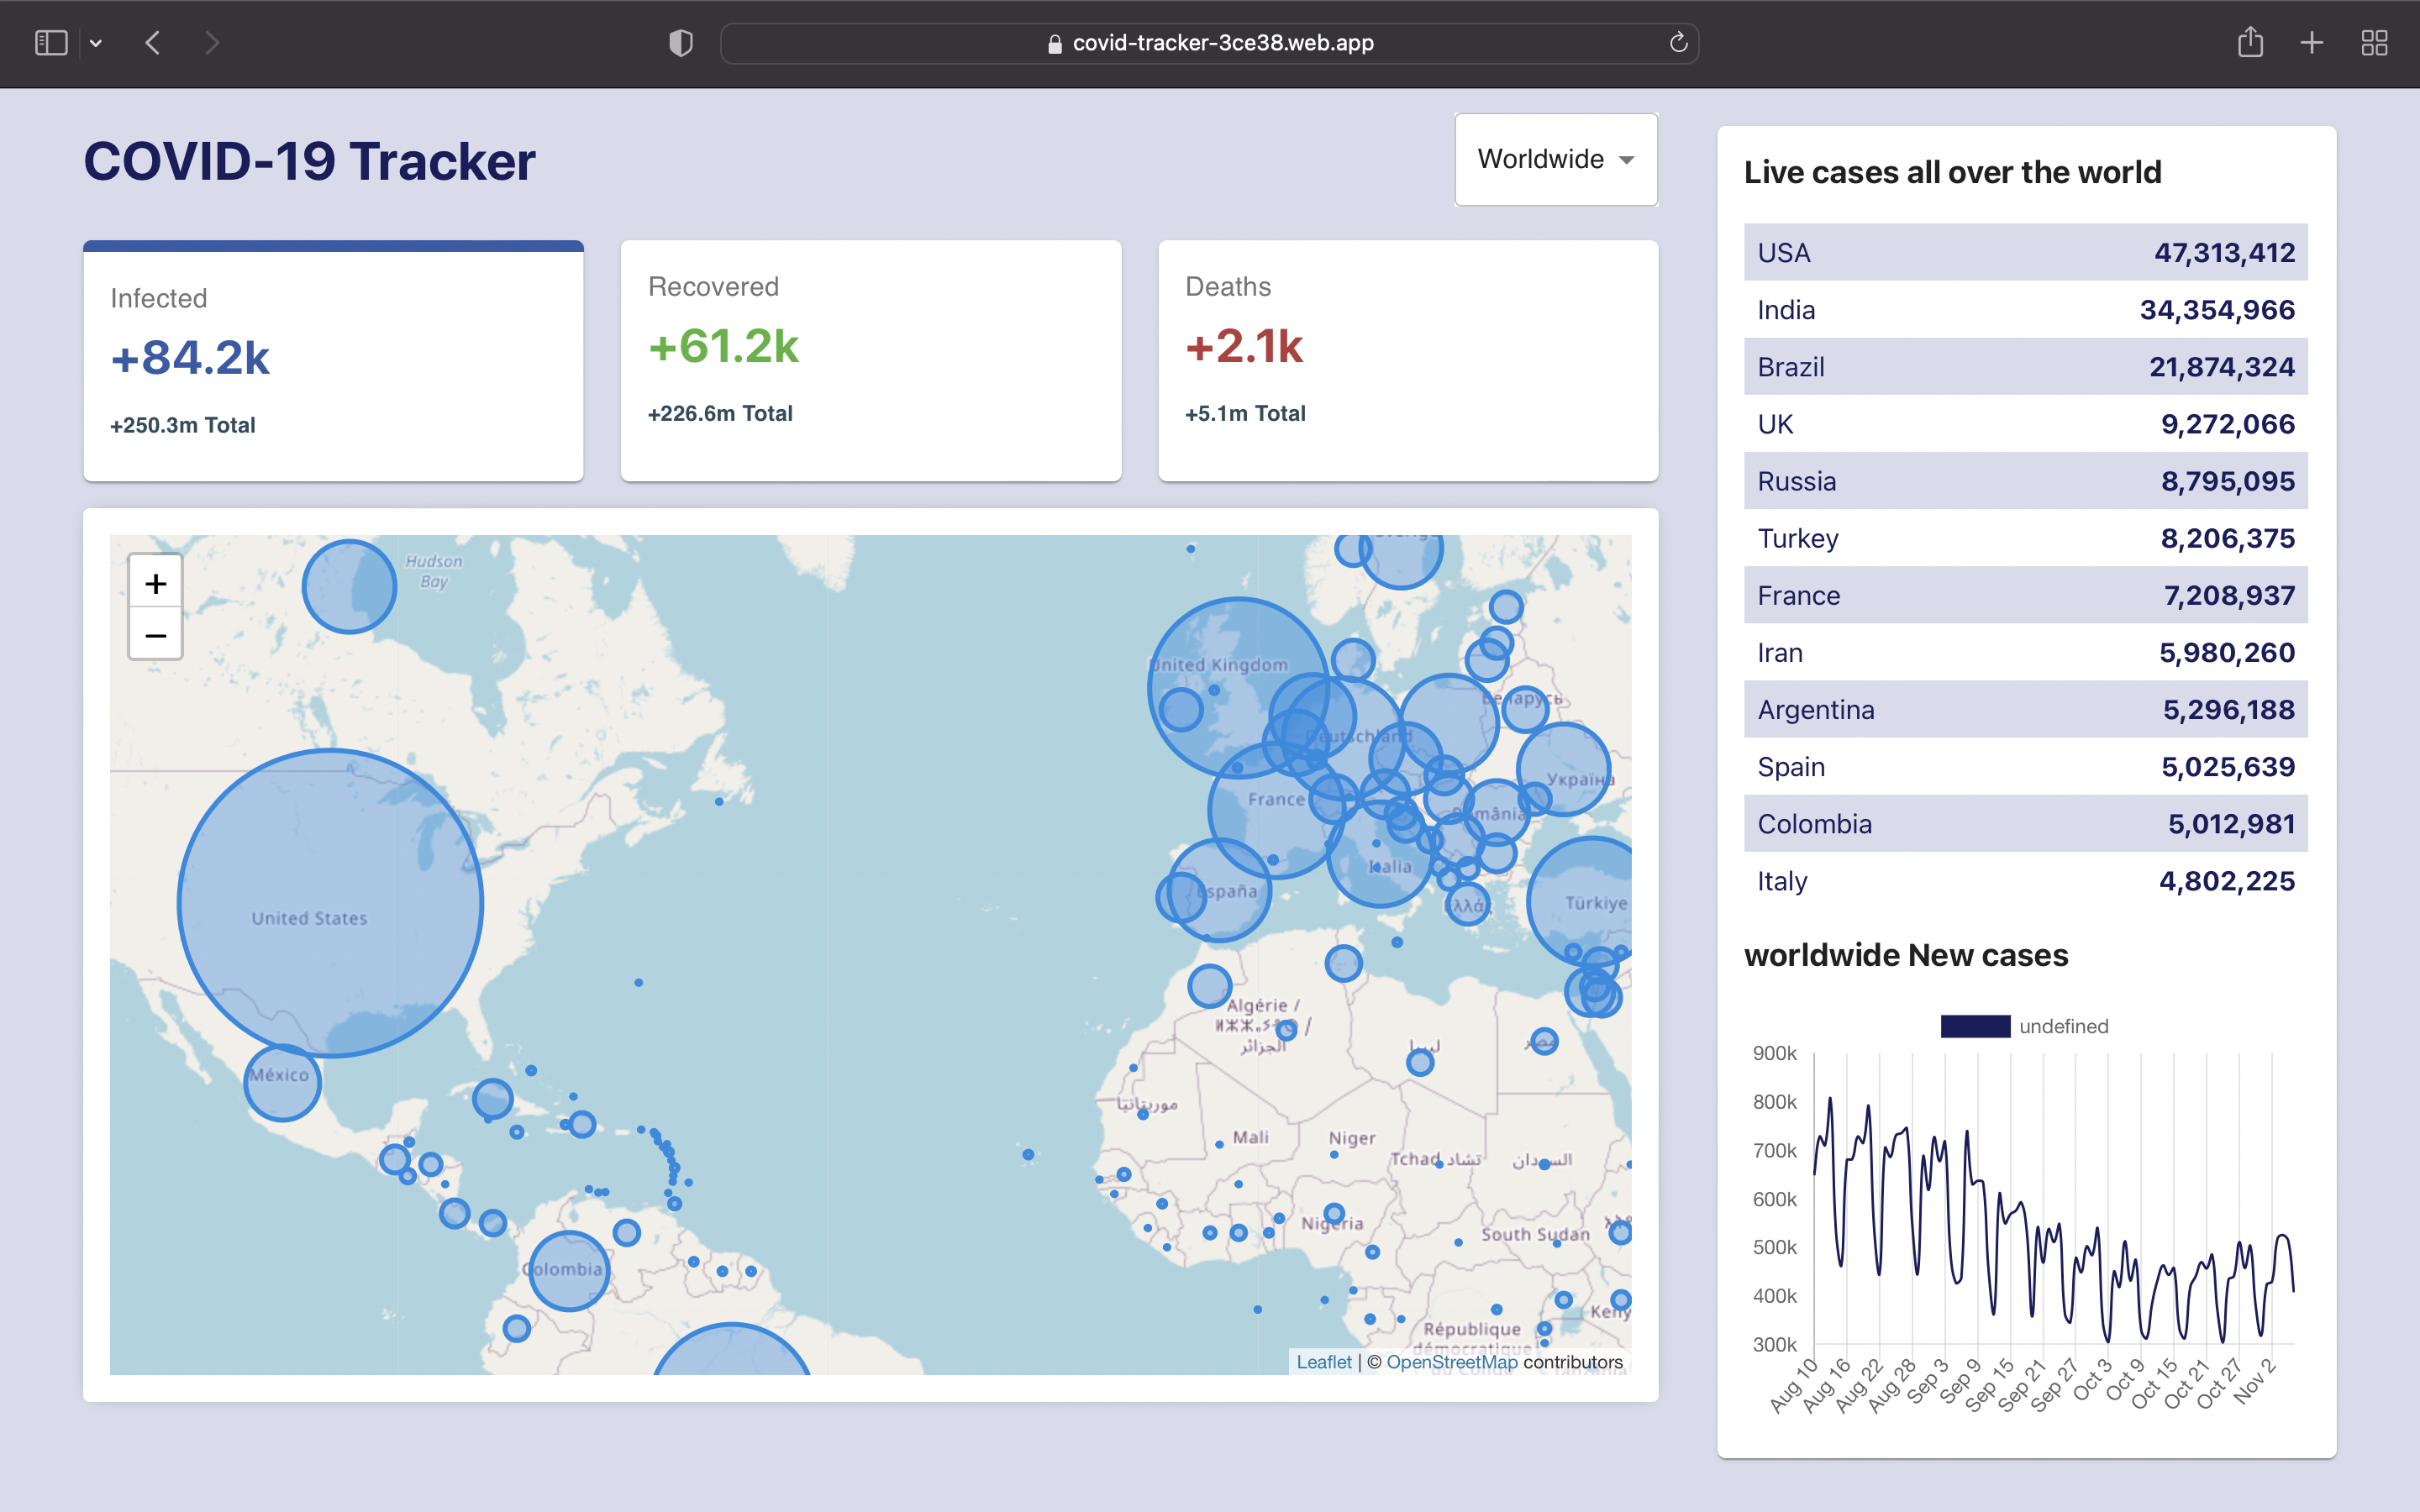 covid-tracker-3ce38.web.app
COVID-19 Tracker
Worldwide
Infected
+84.2k
+250.3m Total
Recovered
+61.2k
+226.6m Total
Deaths
+2.1k
+5.1m Total
+
−
Hudson
Bay
United Kingdom
Беларусь
Deutschland
Україна
France
România
Italia
España
Ελλάς
Türkiye
United States
México
Algérie /
ⵍⵣⵣⴰⵢⴻⵔ /
الجزائر
ليبيا
مصر
موريتانيا
Mali
Niger
Tchad تشاد
السودان
Nigeria
South Sudan
Colombia
République
démocratique
du Congo
Leaflet | © OpenStreetMap contributors
Live cases all over the world
USA 47,313,412
India 34,354,966
Brazil 21,874,324
UK 9,272,066
Russia 8,795,095
Turkey 8,206,375
France 7,208,937
Iran 5,980,260
Argentina 5,296,188
Spain 5,025,639
Colombia 5,012,981
Italy 4,802,225
worldwide New cases
undefined
900k
800k
700k
600k
500k
400k
300k
Aug 10
Aug 16
Aug 22
Aug 28
Sep 3
Sep 9
Sep 15
Sep 21
Sep 27
Oct 3
Oct 9
Oct 15
Oct 21
Oct 27
Nov 2